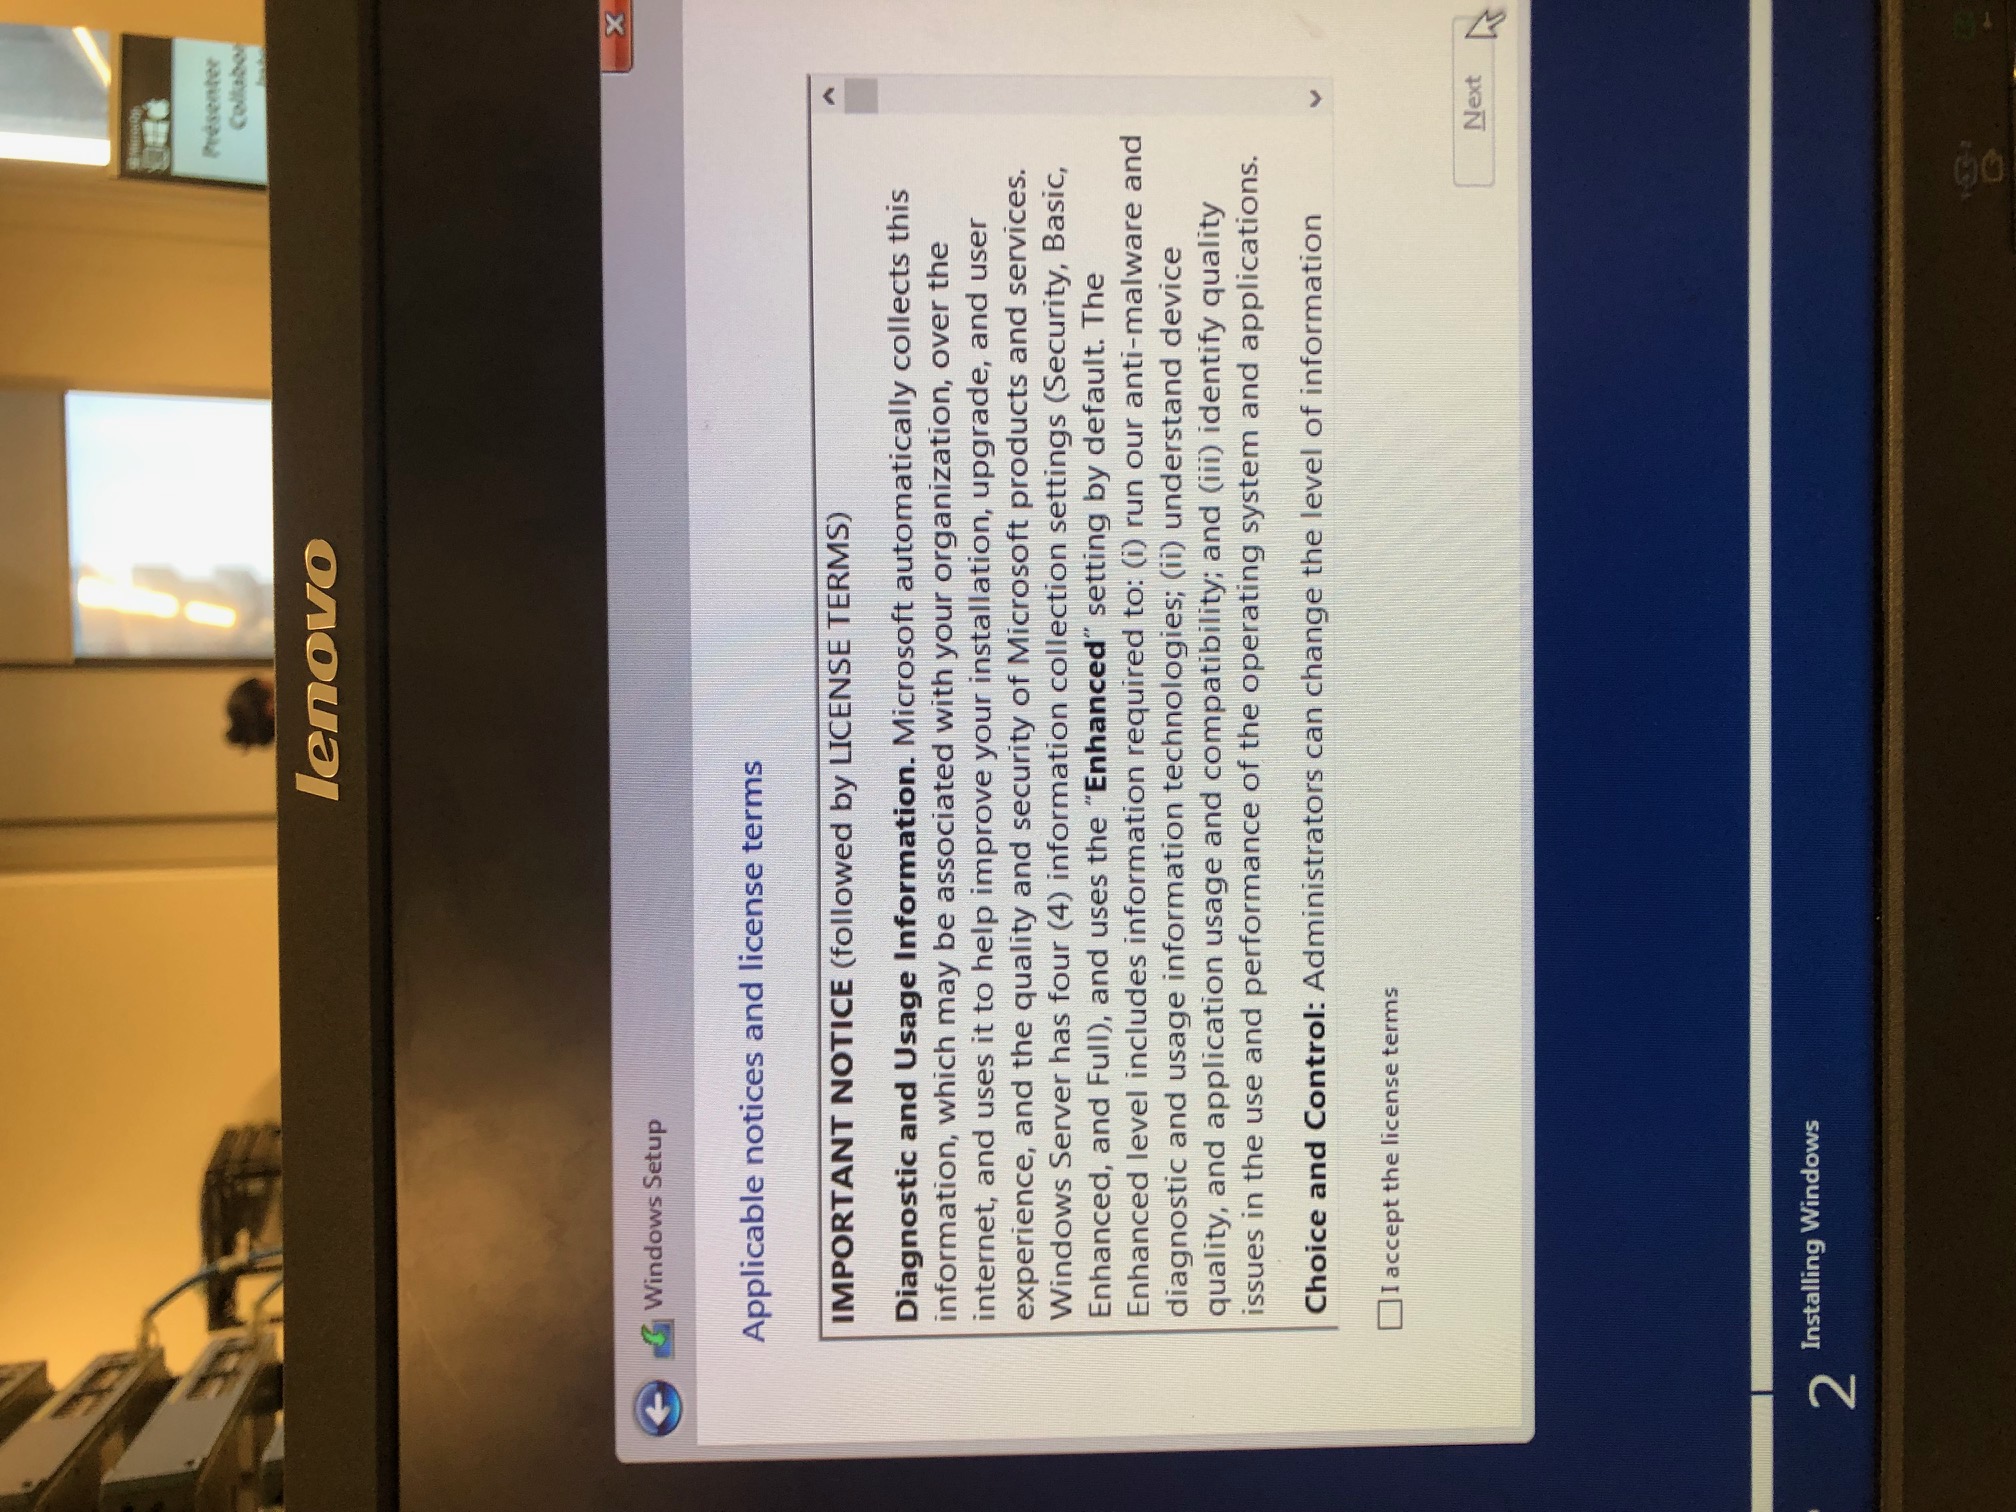 Présenter
lenovo
Windows Setup
Applicable notices and license terms
IMPORTANT NOTICE (followed by LICENSE TERMS)
Diagnostic and Usage Information. Microsoft automatically collects this
information, which may be associated with your organization, over the
internet, and uses it to help improve your installation, upgrade, and user
experience, and the quality and security of Microsoft products and services.
Windows Server has four (4) information collection settings (Security, Basic,
Enhanced, and Full), and uses the “Enhanced” setting by default. The
Enhanced level includes information required to: (i) run our anti-malware and
diagnostic and usage information technologies; (ii) understand device
quality, and application usage and compatibility; and (iii) identify quality
issues in the use and performance of the operating system and applications.
Choice and Control: Administrators can change the level of information
I accept the license terms
Next
2 Installing Windows